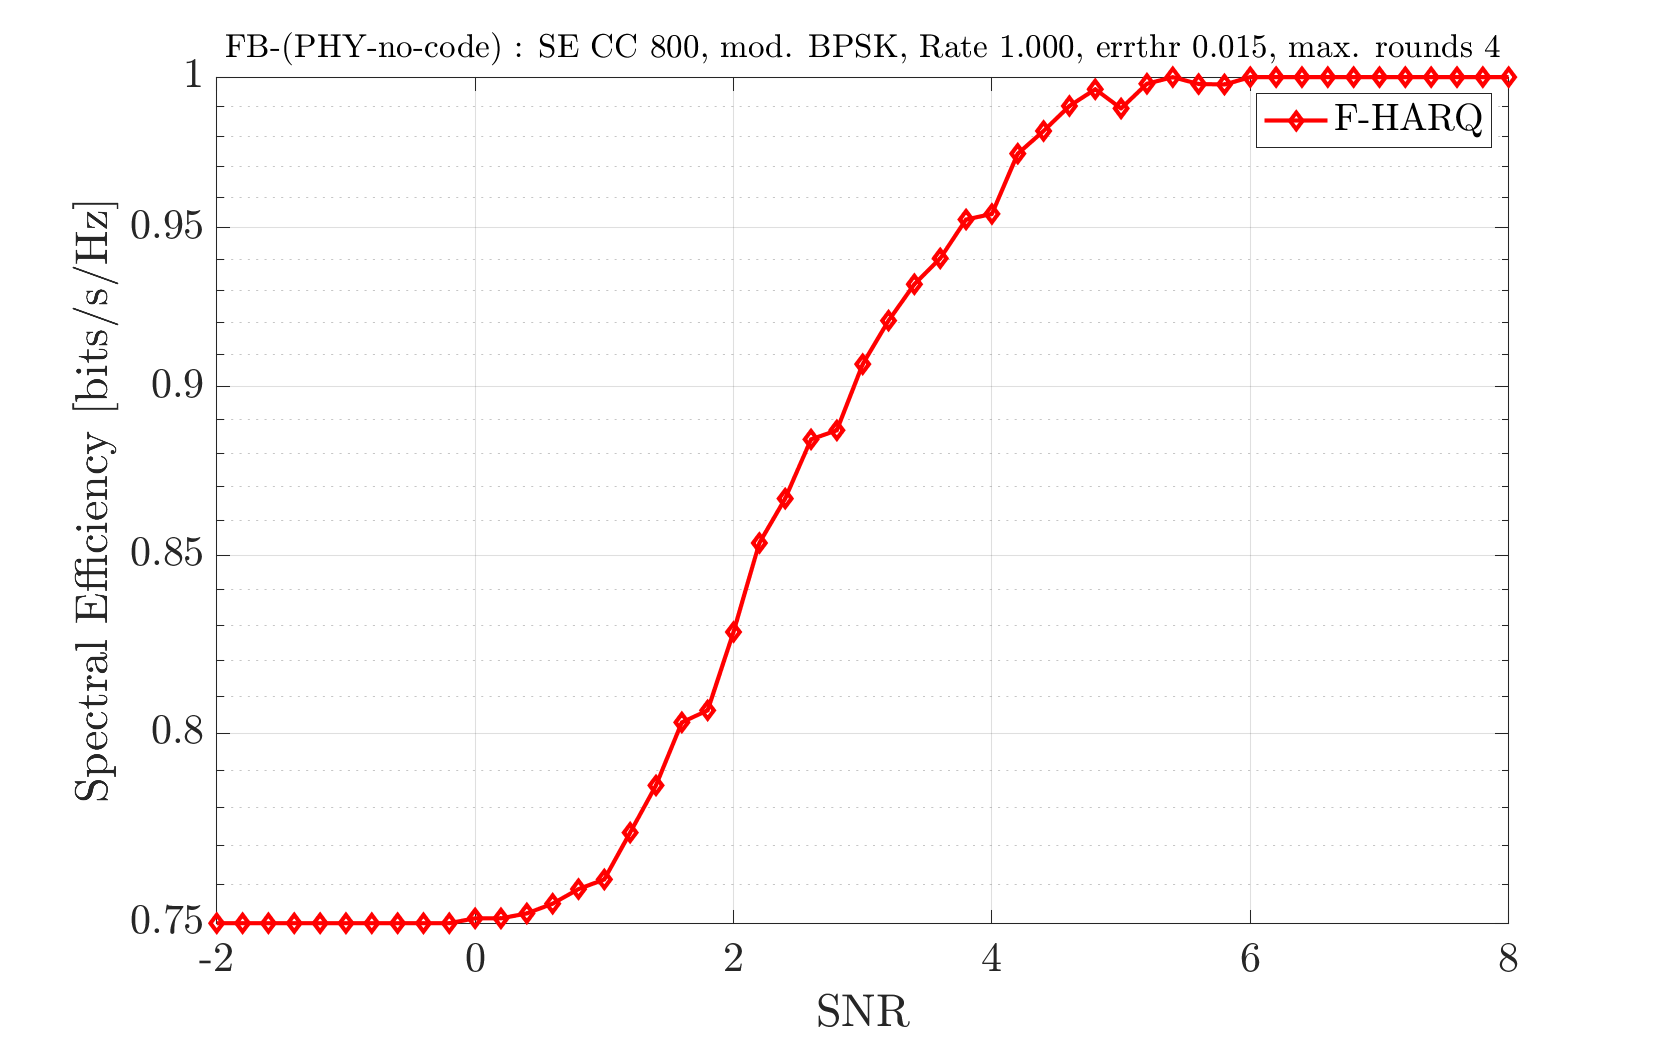 FB-(PHY-no-code) : SE CC 800, mod. BPSK, Rate 1.000, errthr 0.015, max. rounds 4
1
F-HARQ
0.95
0.9
0.85
0.8
0.75
Spectral Efficiency [bits/s/Hz]
-2 0 2 4 6 8
SNR